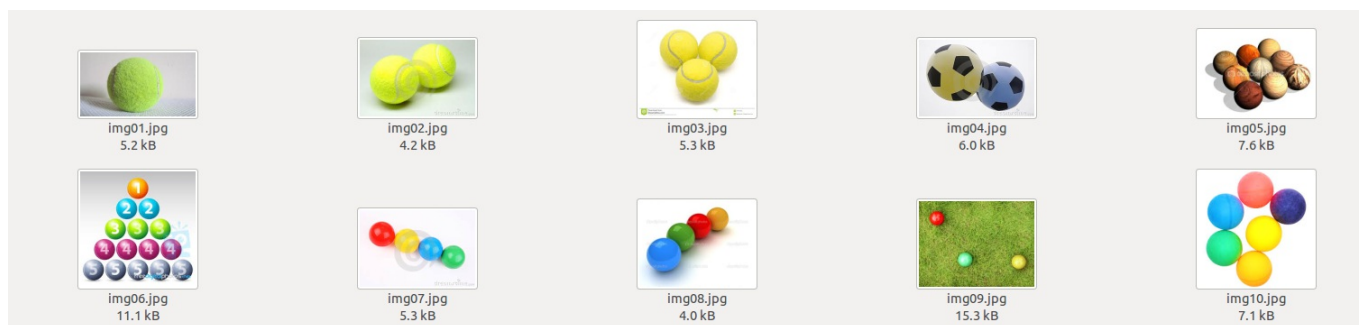 img01.jpg
5.2 kB
img02.jpg
4.2 kB
img03.jpg
5.3 kB
img04.jpg
6.0 kB
img05.jpg
7.6 kB
1
2 2
3 3 3
4 4 4 4
5 5 5 5 5
img06.jpg
11.1 kB
img07.jpg
5.3 kB
img08.jpg
4.0 kB
img09.jpg
15.3 kB
img10.jpg
7.1 kB